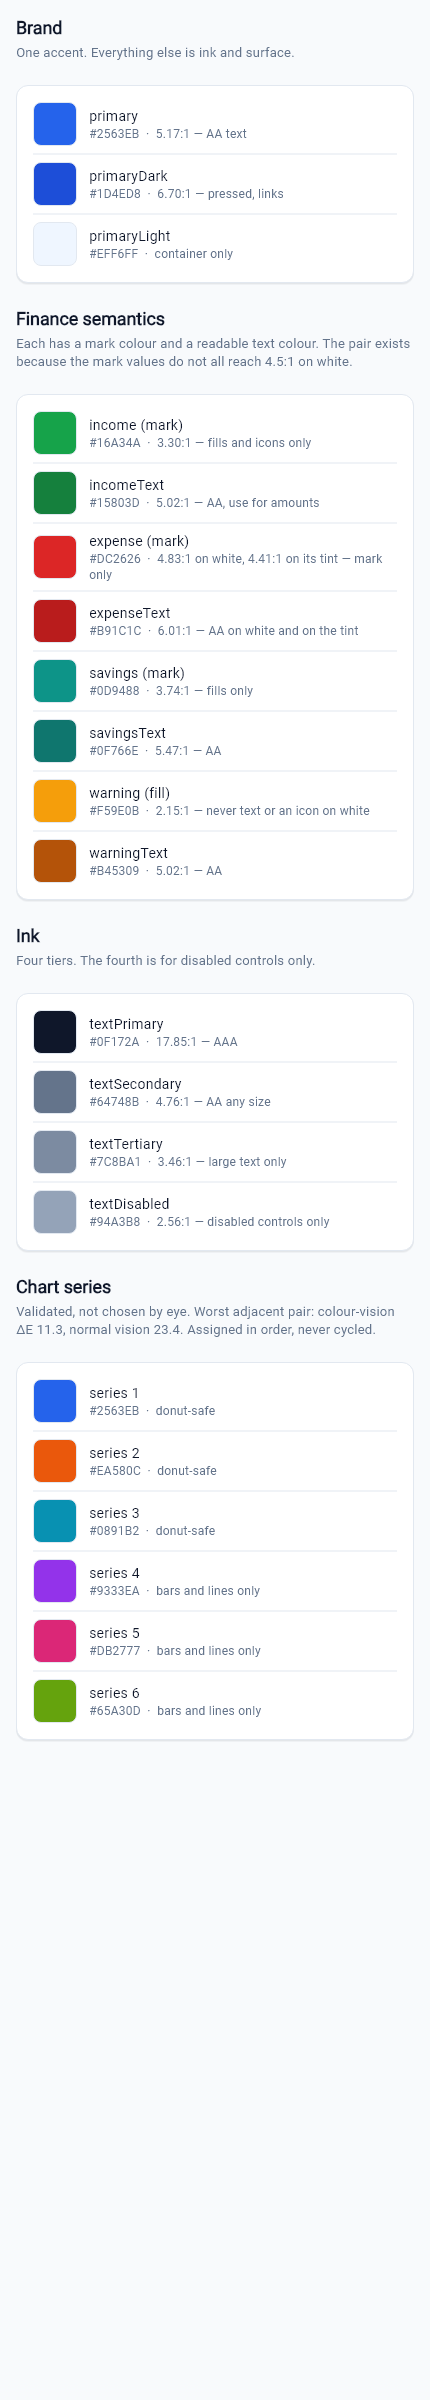 Brand
One accent. Everything else is ink and surface.
primary
#2563EB · 5.17:1 — AA text
primaryDark
#1D4ED8 · 6.70:1 — pressed, links
primaryLight
#EFF6FF · container only
Finance semantics
Each has a mark colour and a readable text colour. The pair exists
because the mark values do not all reach 4.5:1 on white.
income (mark)
#16A34A · 3.30:1 — fills and icons only
incomeText
#15803D · 5.02:1 — AA, use for amounts
expense (mark)
#DC2626 · 4.83:1 on white, 4.41:1 on its tint — mark
only
expenseText
#B91C1C · 6.01:1 — AA on white and on the tint
savings (mark)
#0D9488 · 3.74:1 — fills only
savingsText
#0F766E · 5.47:1 — AA
warning (fill)
#F59E0B · 2.15:1 — never text or an icon on white
warningText
#B45309 · 5.02:1 — AA
Ink
Four tiers. The fourth is for disabled controls only.
textPrimary
#0F172A · 17.85:1 — AAA
textSecondary
#64748B · 4.76:1 — AA any size
textTertiary
#7C8BA1 · 3.46:1 — large text only
textDisabled
#94A3B8 · 2.56:1 — disabled controls only
Chart series
Validated, not chosen by eye. Worst adjacent pair: colour-vision
ΔE 11.3, normal vision 23.4. Assigned in order, never cycled.
series 1
#2563EB · donut-safe
series 2
#EA580C · donut-safe
series 3
#0891B2 · donut-safe
series 4
#9333EA · bars and lines only
series 5
#DB2777 · bars and lines only
series 6
#65A30D · bars and lines only